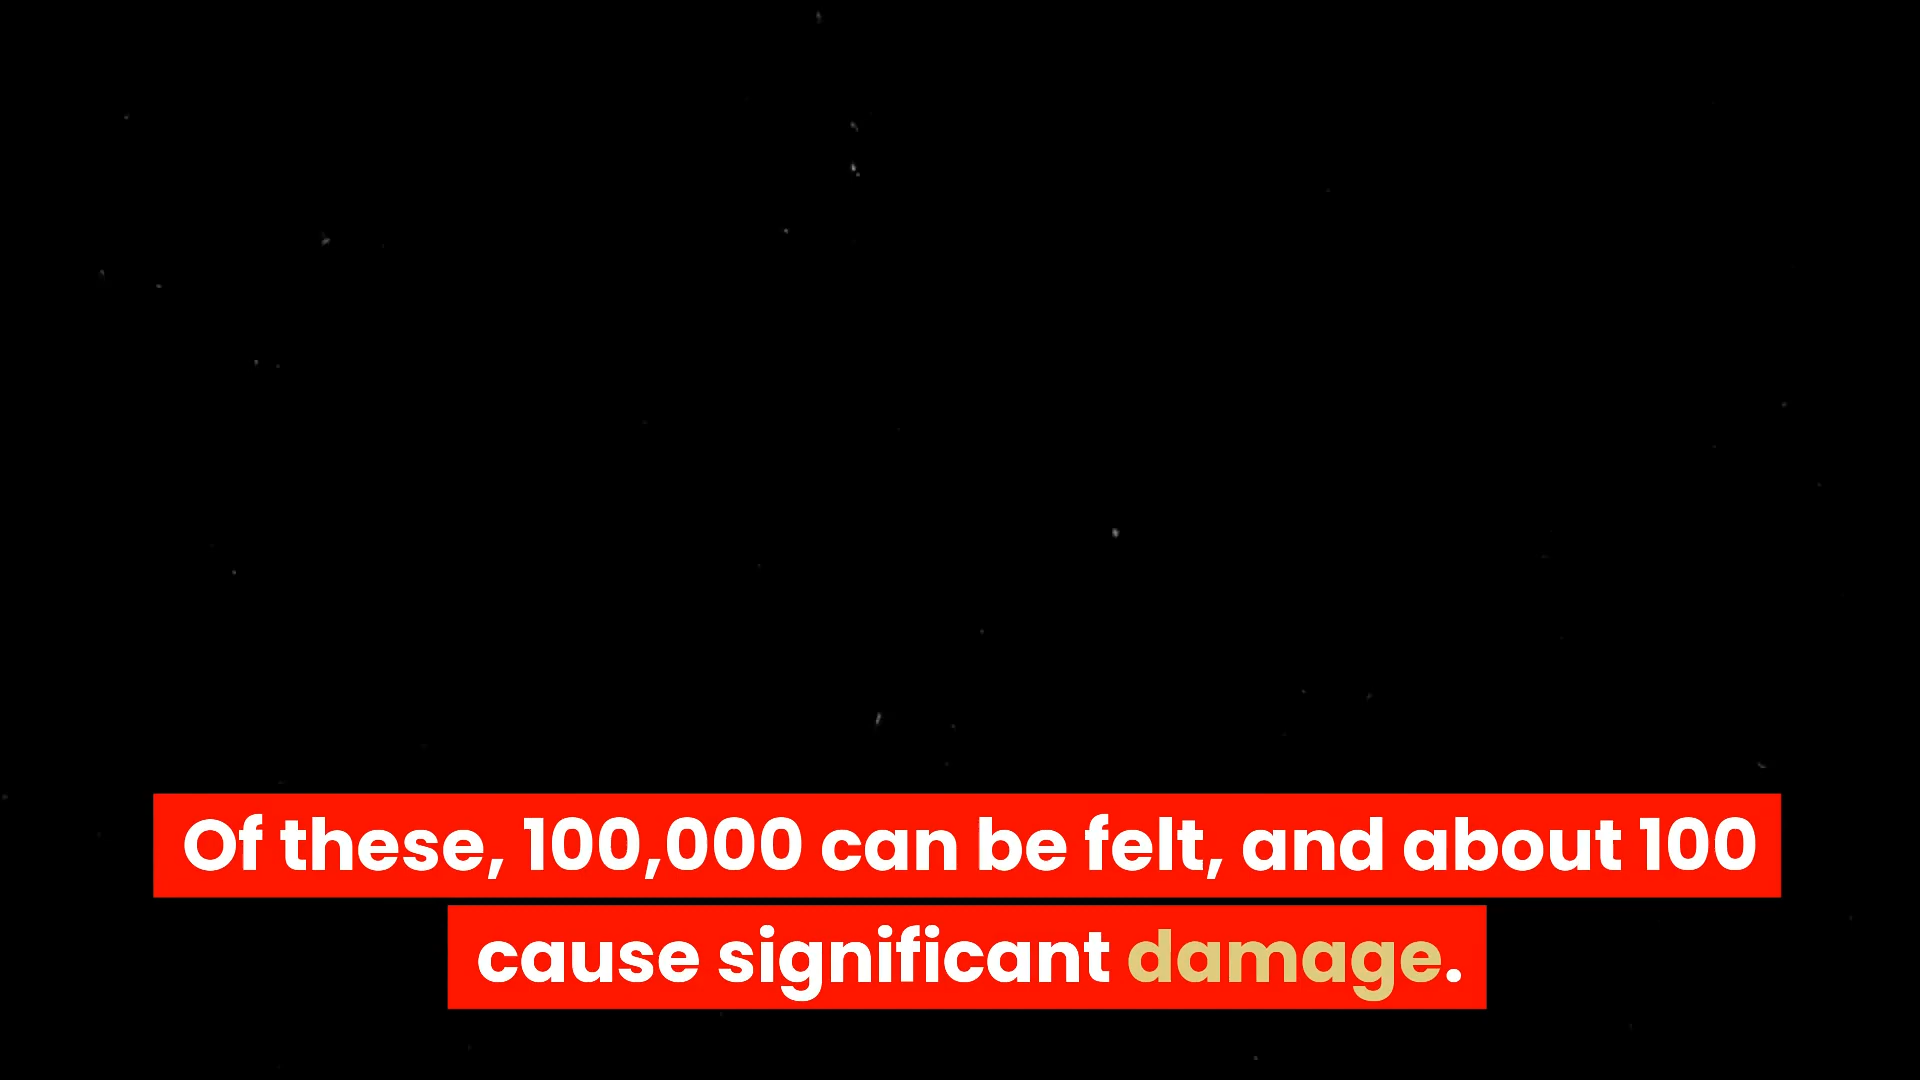 Of these, 100,000 can be felt, and about 100
cause significant damage.